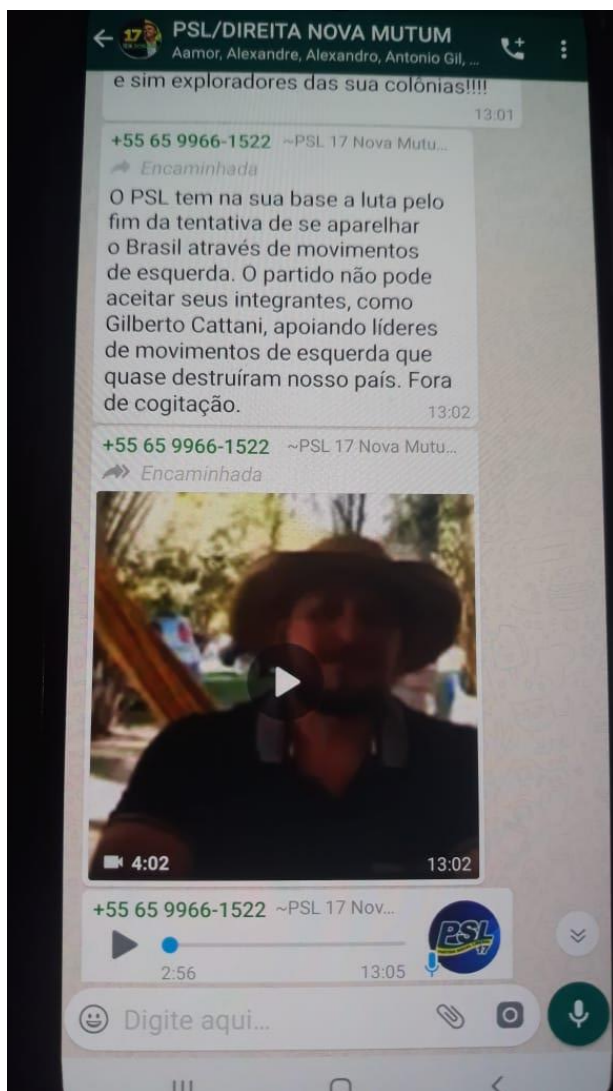 17
PSL/DIREITA NOVA MUTUM
Aamor, Alexandre, Alexandro, Antonio Gil, ...
e sim exploradores das sua colônias!!!!
13:01
+55 65 9966-1522 ~PSL 17 Nova Mutu...
Encaminhada
O PSL tem na sua base a luta pelo
fim da tentativa de se aparelhar
o Brasil através de movimentos
de esquerda. O partido não pode
aceitar seus integrantes, como
Gilberto Cattani, apoiando líderes
de movimentos de esquerda que
quase destruíram nosso país. Fora
de cogitação.
13:02
+55 65 9966-1522 ~PSL 17 Nova Mutu...
Encaminhada
4:02
13:02
+55 65 9966-1522 ~PSL 17 Nov...
PSL
17
2:56
13:05
Digite aqui...